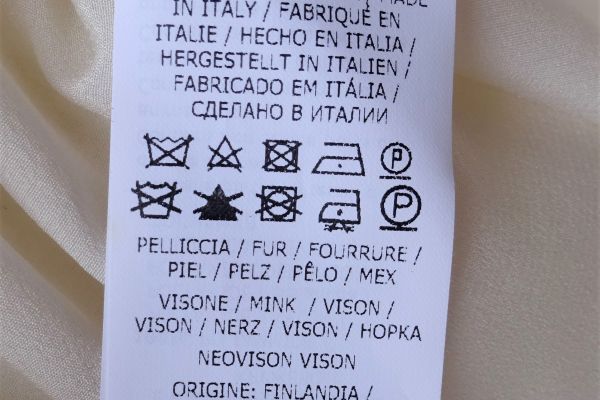 MADE
IN ITALY / FABRIQUÉ EN
ITALIE / HECHO EN ITALIA /
HERGESTELLT IN ITALIEN /
FABRICADO EM ITÁLIA /
СДЕЛАНО В ИТАЛИИ
P
P
PELLICCIA / FUR / FOURRURE /
PIEL / PELZ / PÊLO / MEX
VISONE / MINK / VISON /
VISON / NERZ / VISON / НОРКА
NEOVISON VISON
ORIGINE: FINLANDIA /